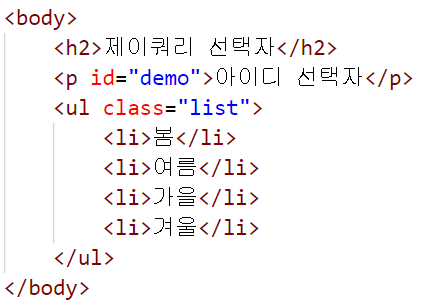 <body>
<h2>제이쿼리 선택자</h2>
<p id="demo">아이디 선택자</p>
<ul class="list">
<li>봄</li>
<li>여름</li>
<li>가을</li>
<li>겨울</li>
</ul>
</body>